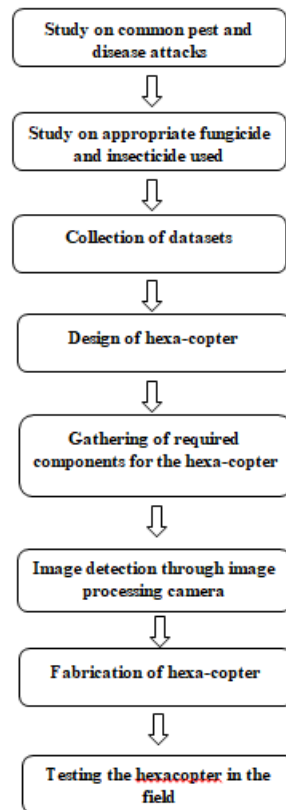 Study on common pest and
disease attacks
Study on appropriate fungicide
and insecticide used
Collection of datasets
Design of hexa-copter
Gathering of required
components for the hexa-copter
Image detection through image
processing camera
Fabrication of hexa-copter
Testing the hexacopter in the
field